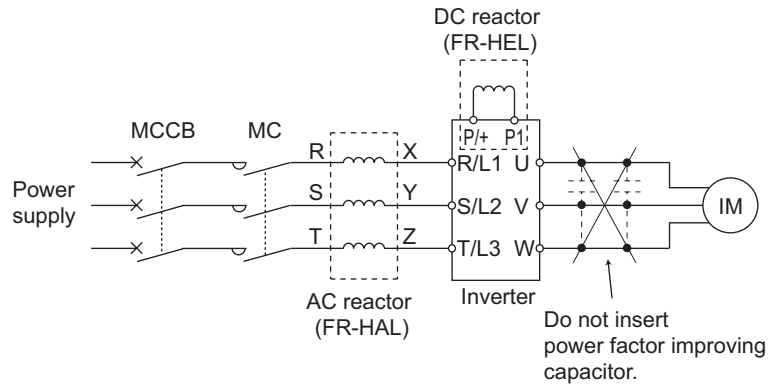 DC reactor
(FR-HEL)
MCCB
MC
P/+ P1
R X R/L1 U
Power
supply
S Y S/L2 V
IM
T Z T/L3 W
AC reactor
(FR-HAL)
Inverter
Do not insert
power factor improving
capacitor.